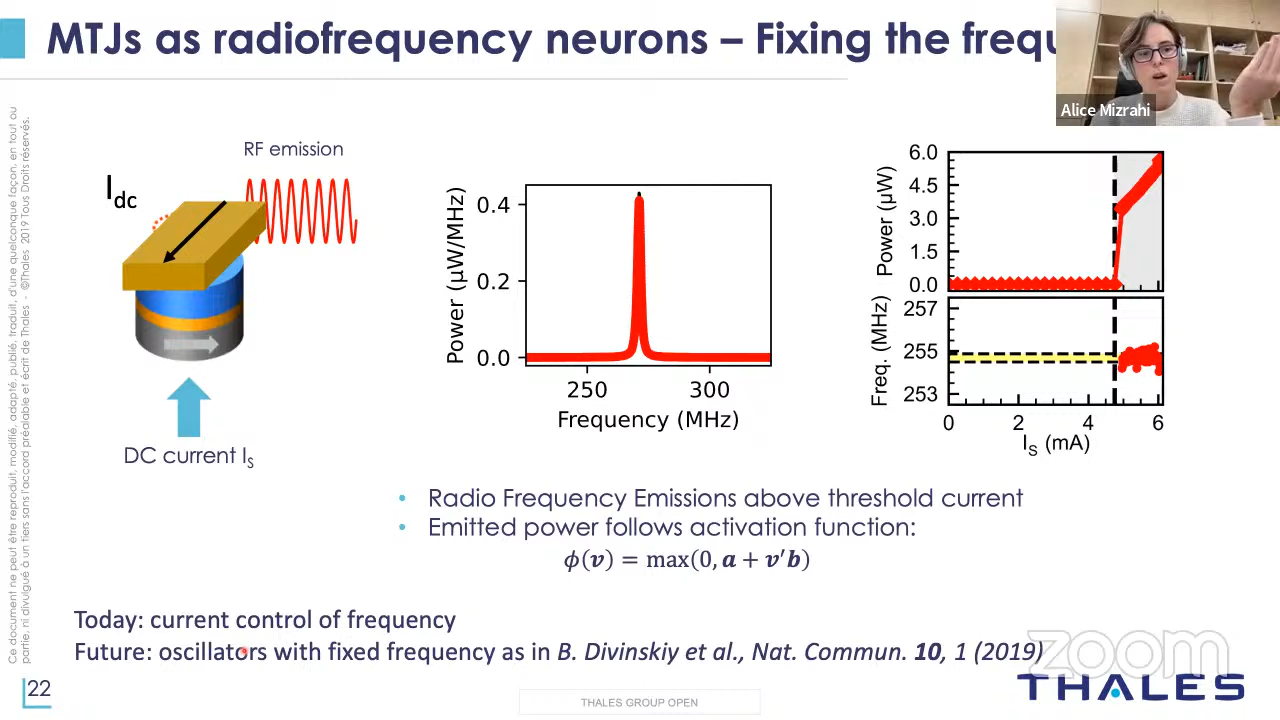 MTJs as radiofrequency neurons – Fixing the frequ
Alice Mizrahi
Ce document ne peut être reproduit, modifié, adapté, publié, traduit, d'une quelconque façon, en tout ou
partie, ni divulgué à un tiers sans l'accord préalable et écrit de Thales - ©Thales 2019 Tous Droits réservés.
RF emission
Idc
DC current IS
Power (µW/MHz)
0.4
0.2
0.0
250 300
Frequency (MHz)
Power (µW)
6.0
4.5
3.0
1.5
0.0
Freq. (MHz)
257
255
253
0 2 4 6
IS (mA)
• Radio Frequency Emissions above threshold current
• Emitted power follows activation function:
ϕ(v) = max(0, a + v′b)
Today: current control of frequency
Future: oscillators with fixed frequency as in B. Divinskiy et al., Nat. Commun. 10, 1 (2019)
zoom
22
THALES GROUP OPEN
THALES